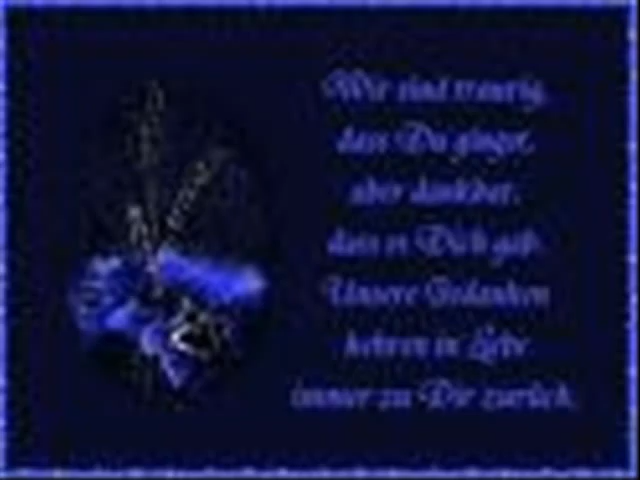 Wir sind traurig,
dass Du gingst,
aber dankbar,
dass es Dich gab.
Unsere Gedanken
kehren in Liebe
immer zu Dir zurück.